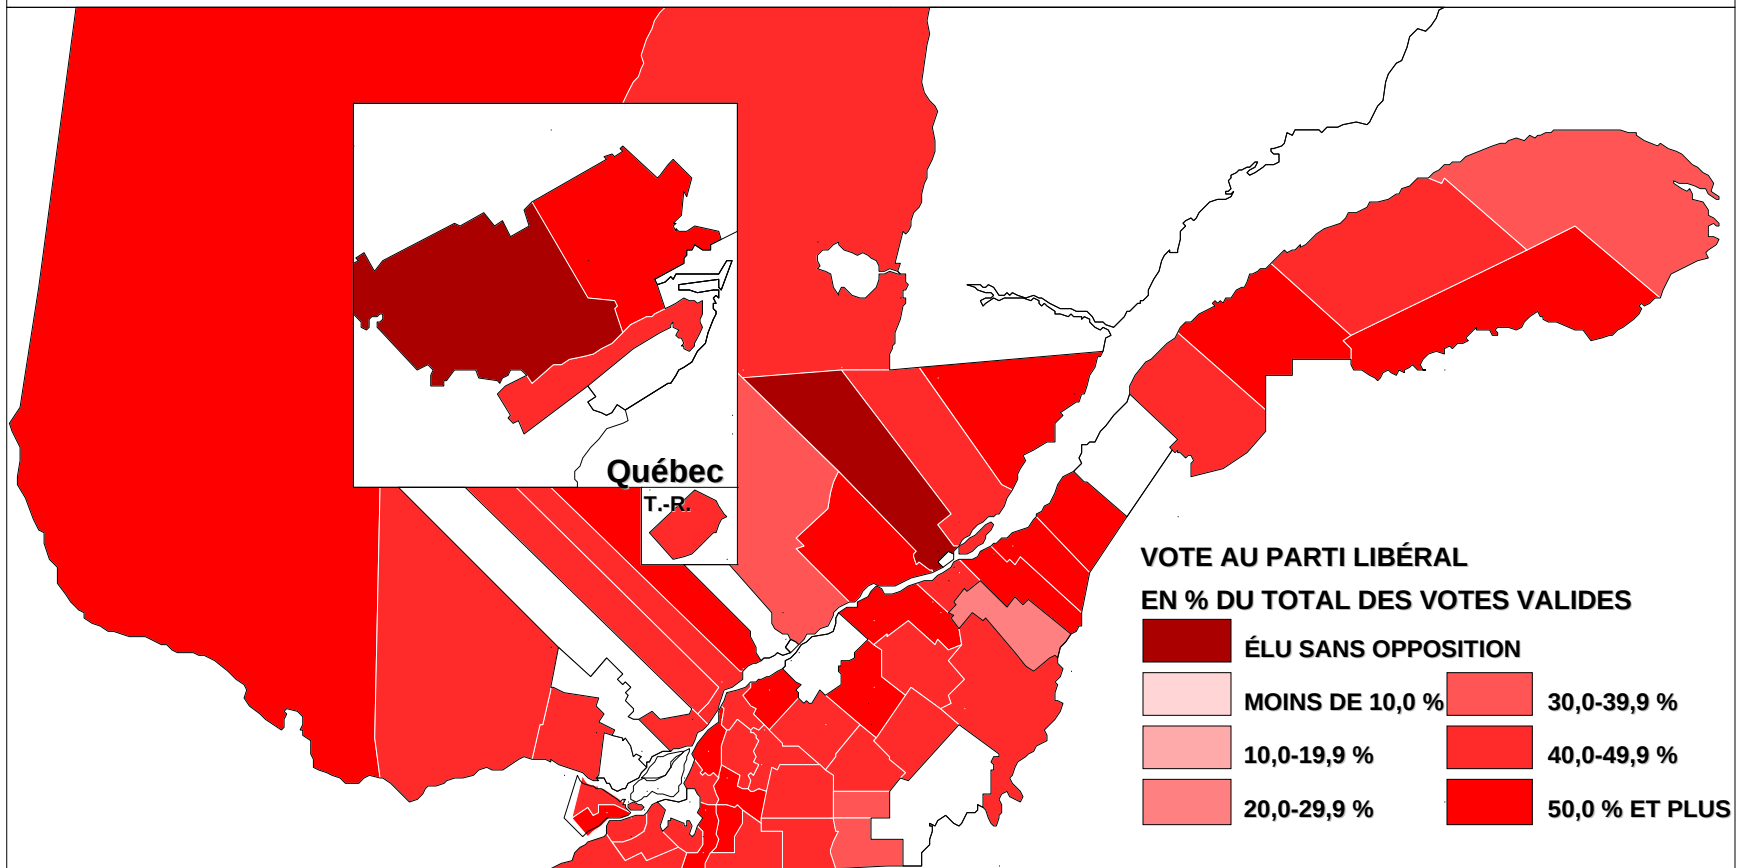 Québec
T.-R.
VOTE AU PARTI LIBÉRAL
EN % DU TOTAL DES VOTES VALIDES
ÉLU SANS OPPOSITION
MOINS DE 10,0 %
30,0-39,9 %
10,0-19,9 %
40,0-49,9 %
20,0-29,9 %
50,0 % ET PLUS